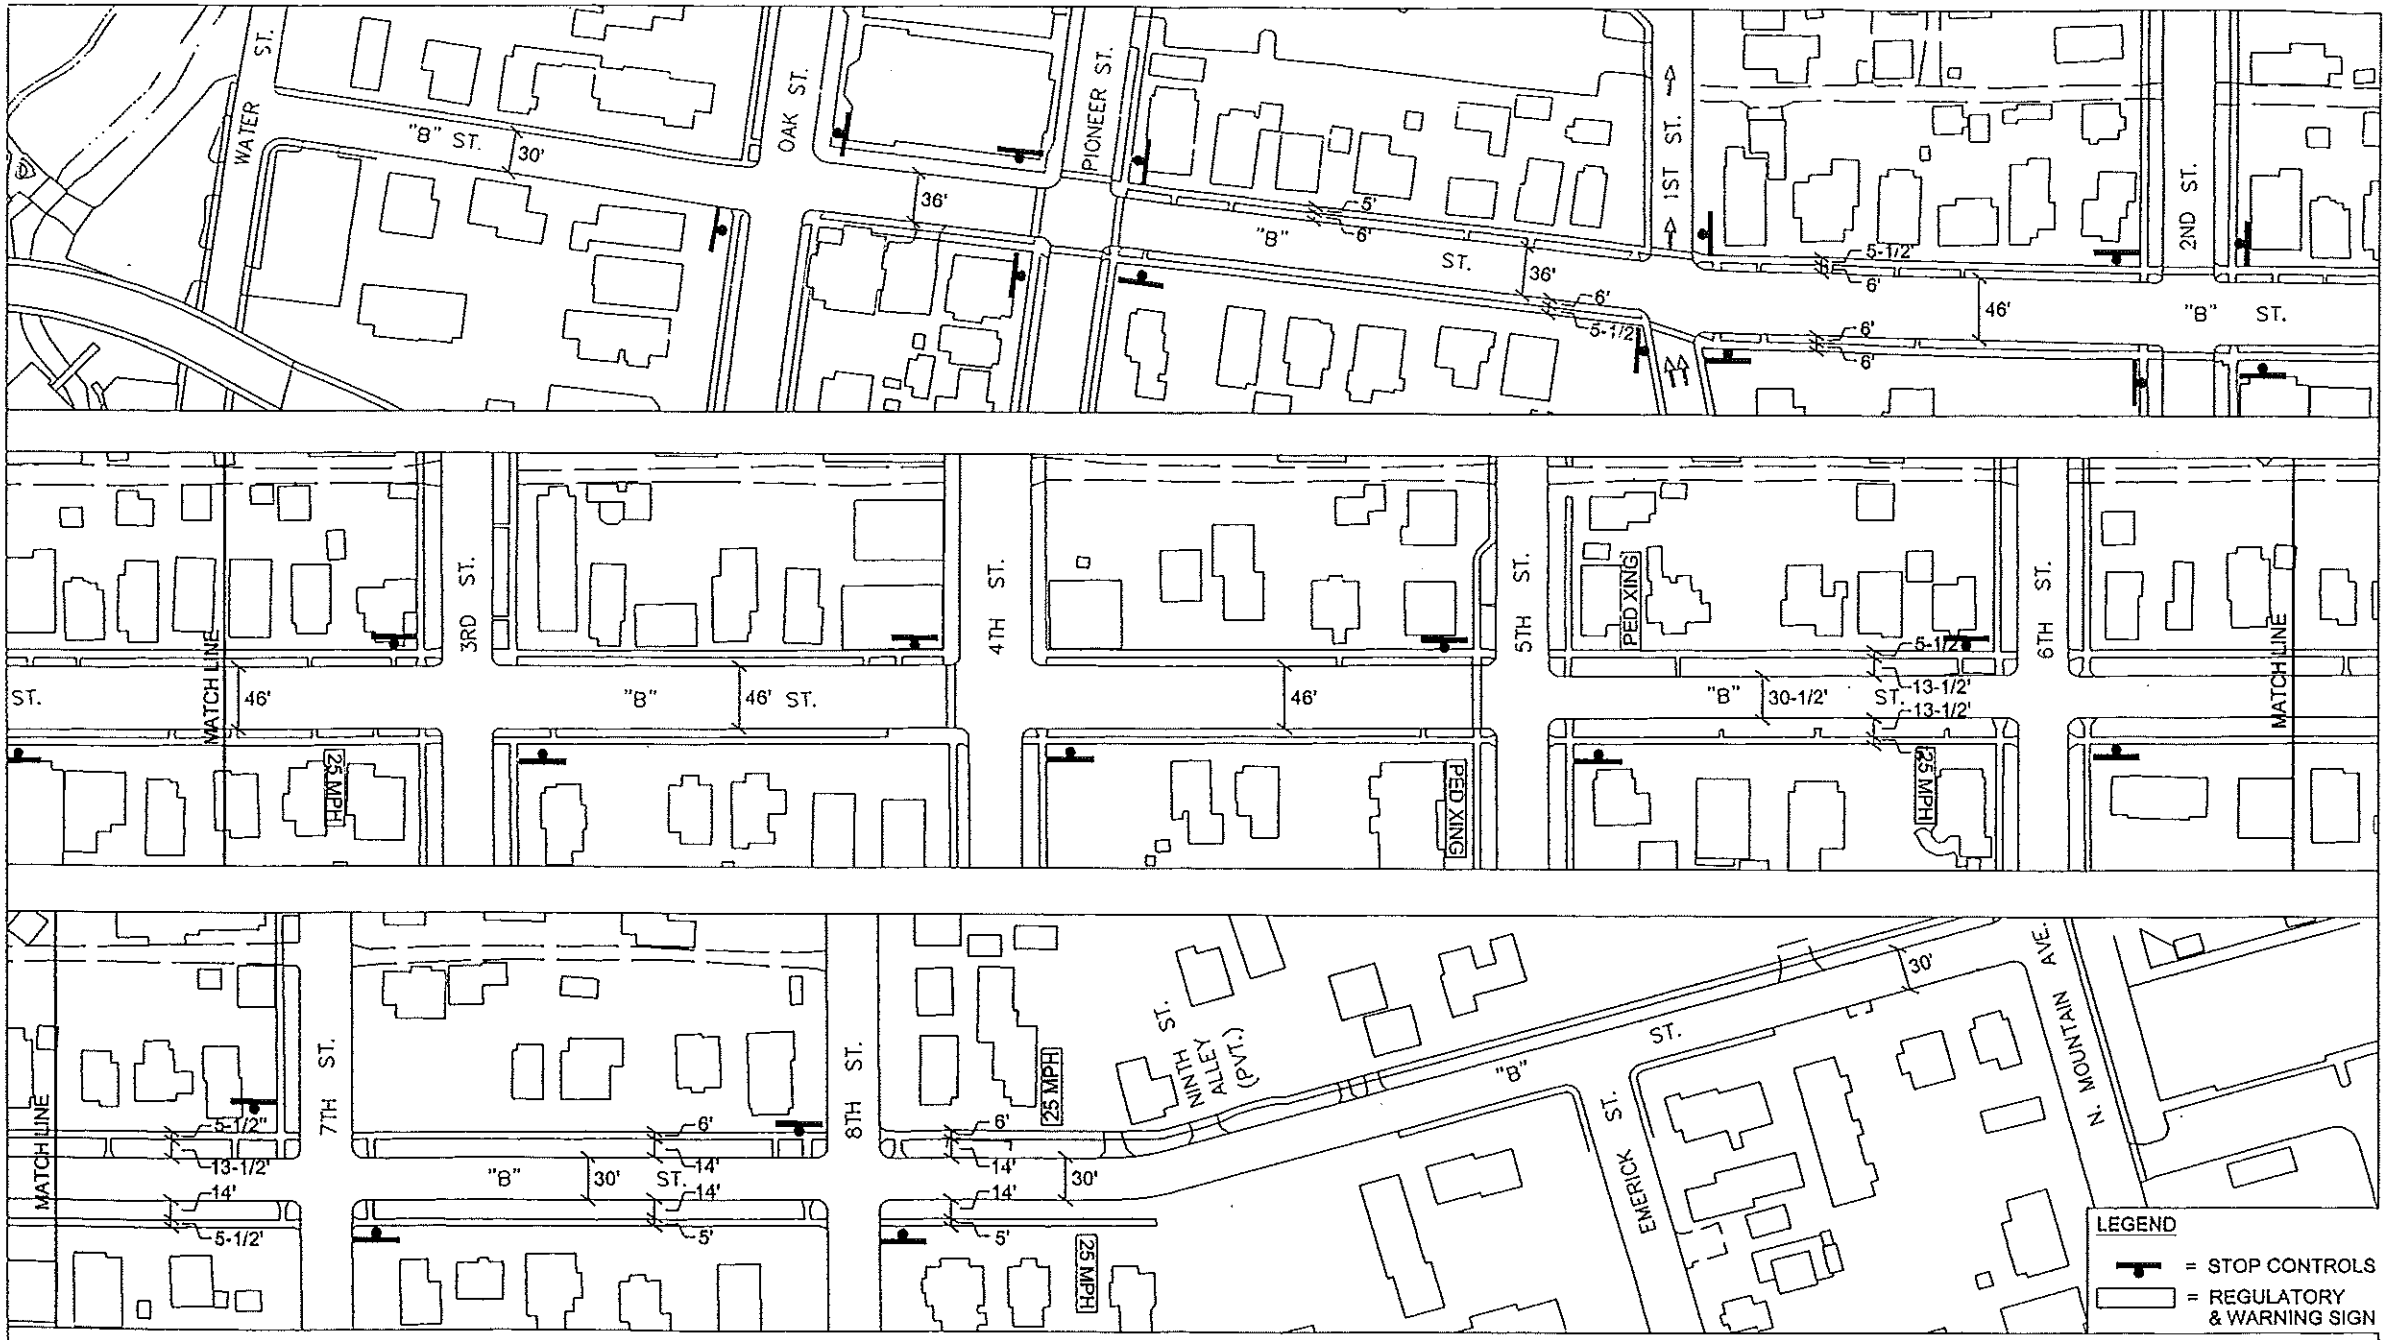 WATER ST.
"B" ST.
30'
OAK ST.
36'
PIONEER ST.
5'
6'
"B" ST.
36'
6'
5-1/2'
1ST ST.
5-1/2'
6'
6'
6'
46'
2ND ST.
"B" ST.
ST.
MATCH LINE
46'
25 MPH
3RD ST.
"B" ST.
46'
4TH ST.
46'
PED XING
5TH ST.
PED XING
"B" ST.
30-1/2'
5-1/2'
13-1/2'
13-1/2'
25 MPH
6TH ST.
MATCH LINE
MATCH LINE
5-1/2"
13-1/2'
14'
5-1/2'
7TH ST.
"B" ST.
30'
6'
14'
14'
5'
8TH ST.
6'
14'
14'
5'
30'
25 MPH
25 MPH
NINTH ST.
ALLEY
(PVT.)
"B" ST.
EMERICK ST.
30'
N. MOUNTAIN AVE.
LEGEND
= STOP CONTROLS
= REGULATORY
& WARNING SIGN